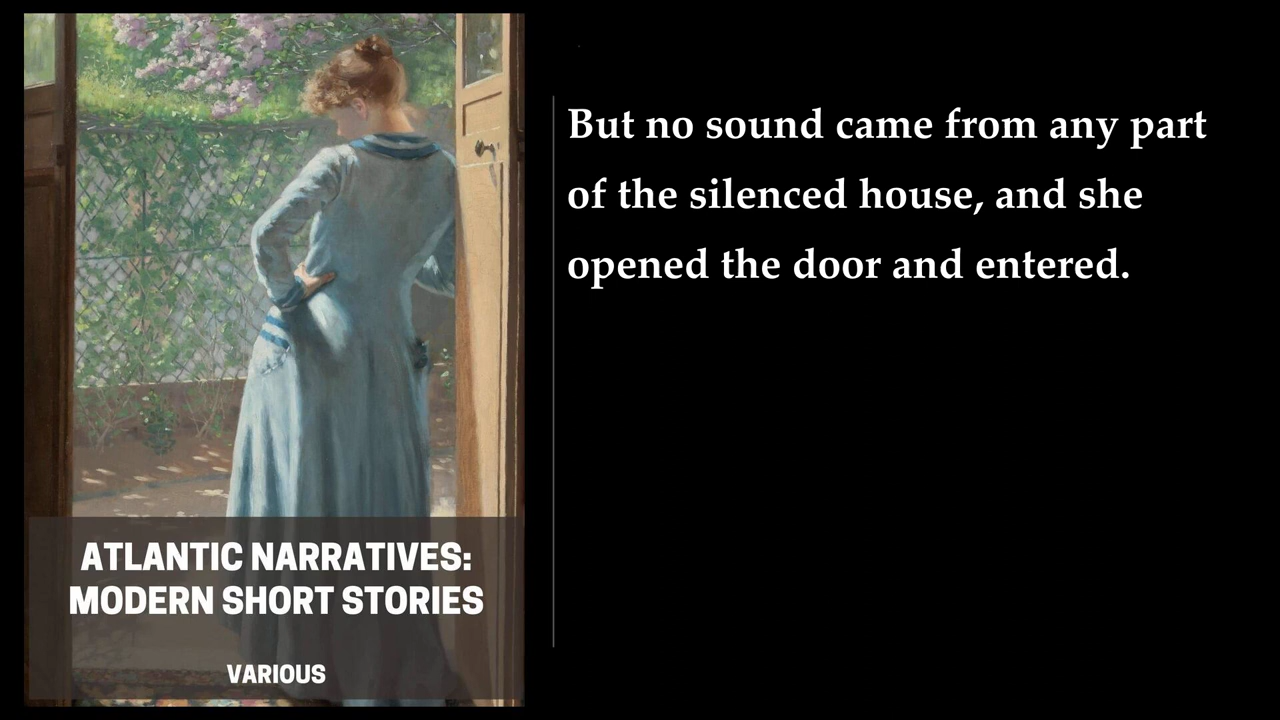 But no sound came from any part
of the silenced house, and she
opened the door and entered.
ATLANTIC NARRATIVES:
MODERN SHORT STORIES
VARIOUS